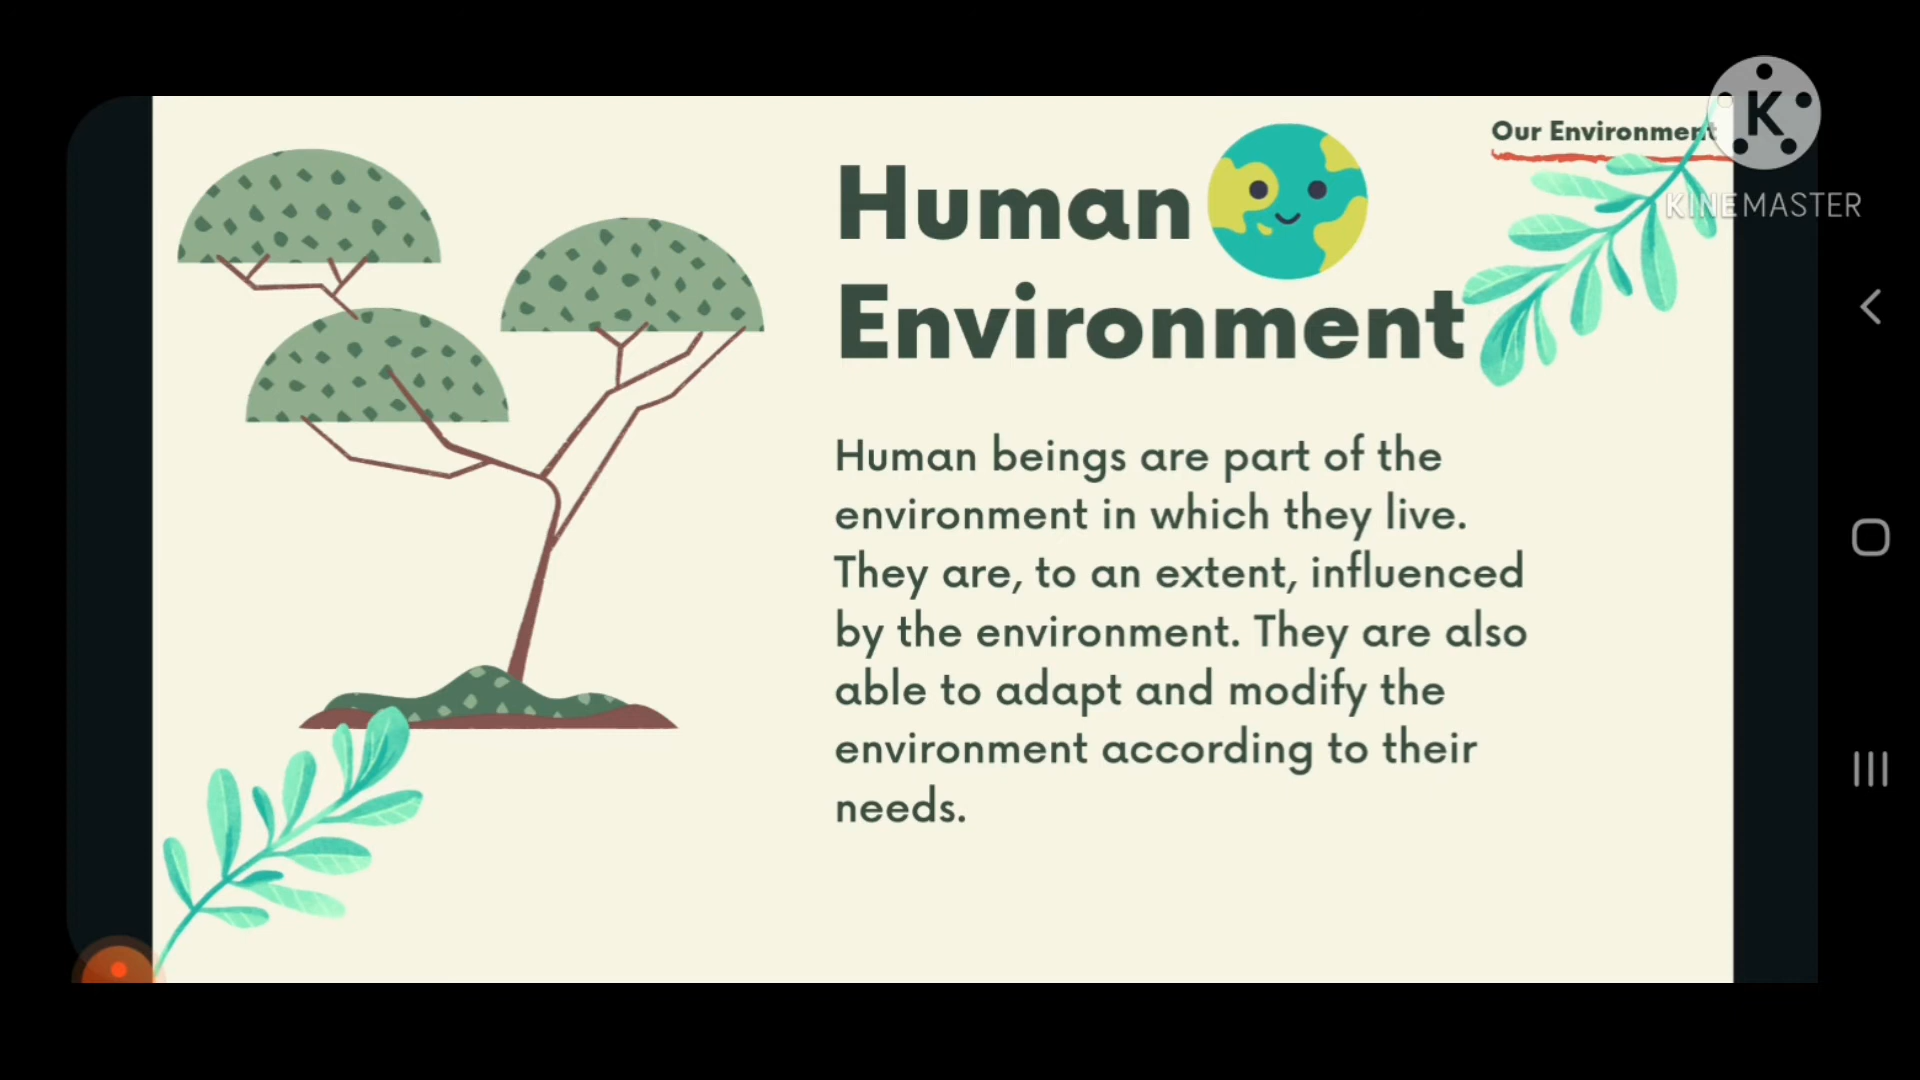 Our Environment
K
KINEMASTER
Human
Environment
Human beings are part of the
environment in which they live.
They are, to an extent, influenced
by the environment. They are also
able to adapt and modify the
environment according to their
needs.